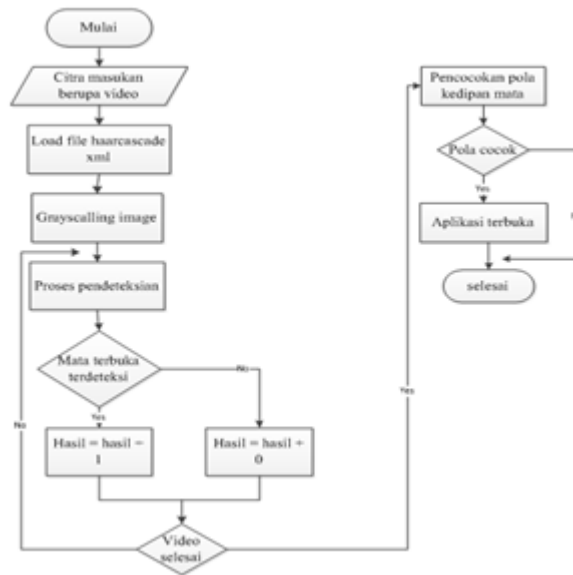 Mulai
Citra masukan
berupa video
Load file haarcascade
xml
Grayscalling image
Proses pendeteksian
Mata terbuka
terdeteksi
No
Yes
Hasil = hasil +
1
Hasil = hasil +
0
No
Video
selesai
Yes
Pencocokan pola
kedipan mata
Pola cocok
Yes
Aplikasi terbuka
selesai